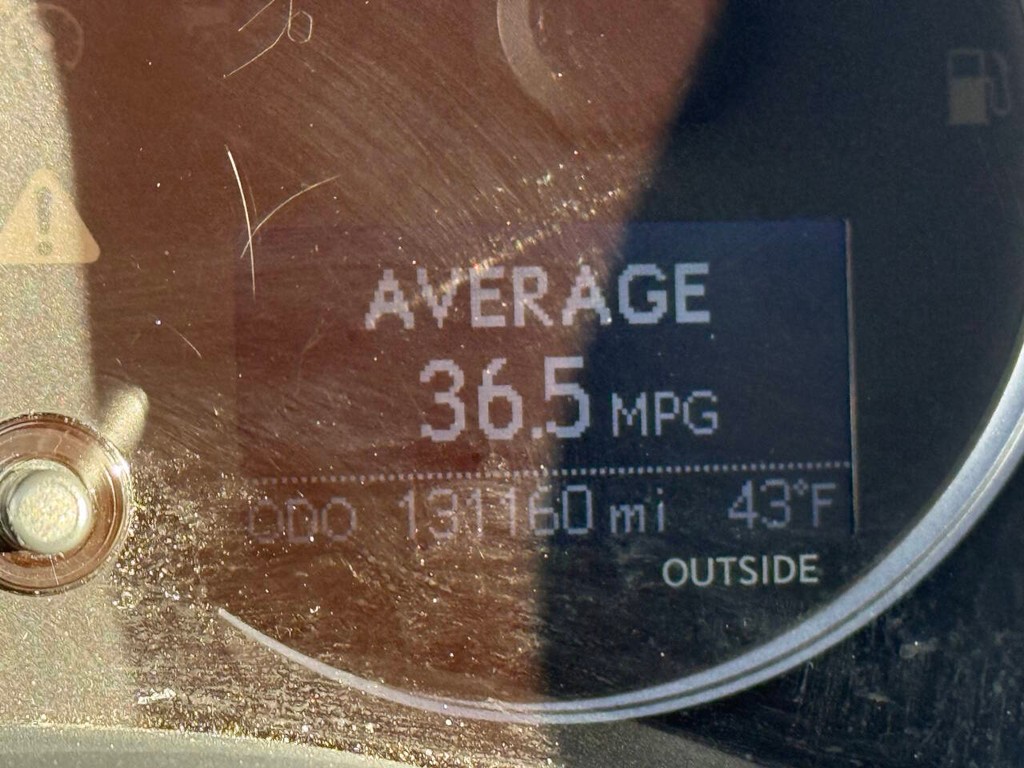 AVERAGE
36.5 MPG
ODO 131160 mi 43°F
OUTSIDE